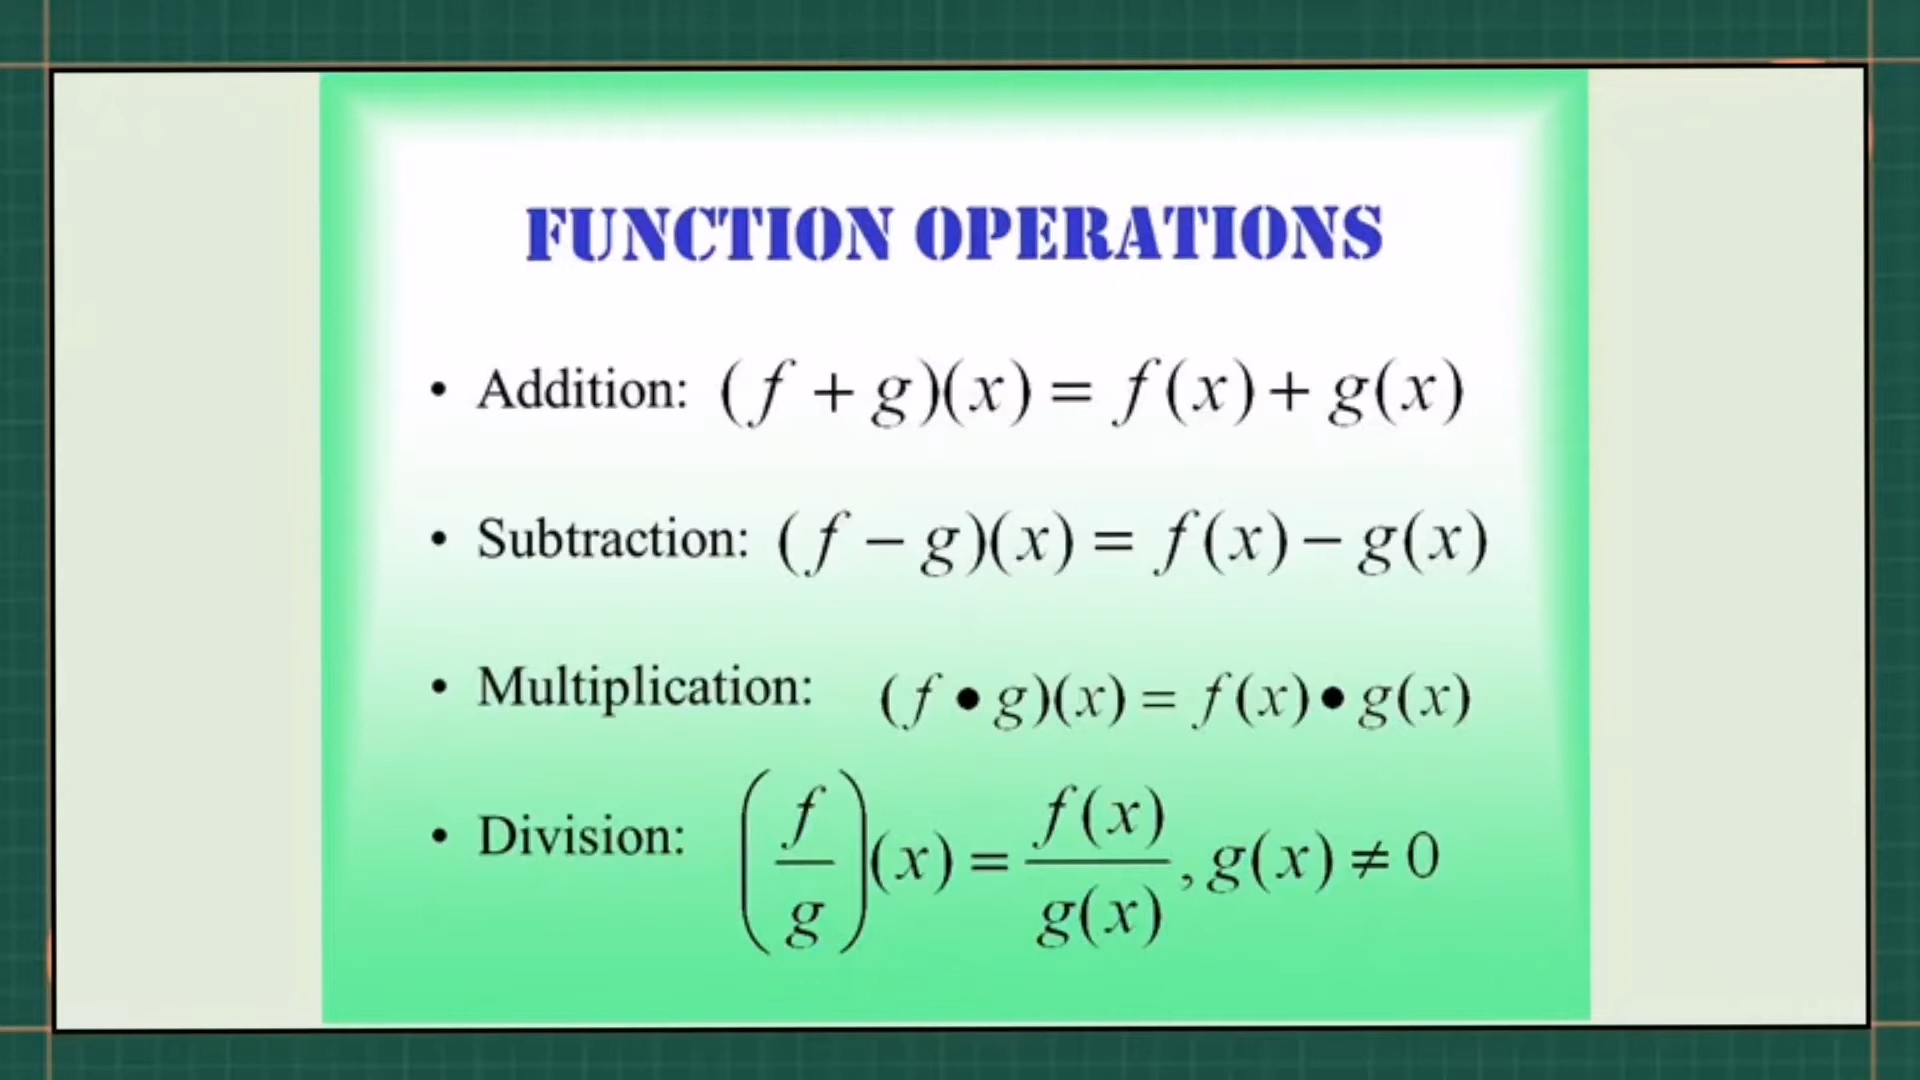 FUNCTION OPERATIONS
• Addition: (f + g)(x) = f(x) + g(x)
• Subtraction: (f − g)(x) = f(x) − g(x)
• Multiplication: (f • g)(x) = f(x) • g(x)
• Division: (f/g)(x) = f(x)/g(x), g(x) ≠ 0